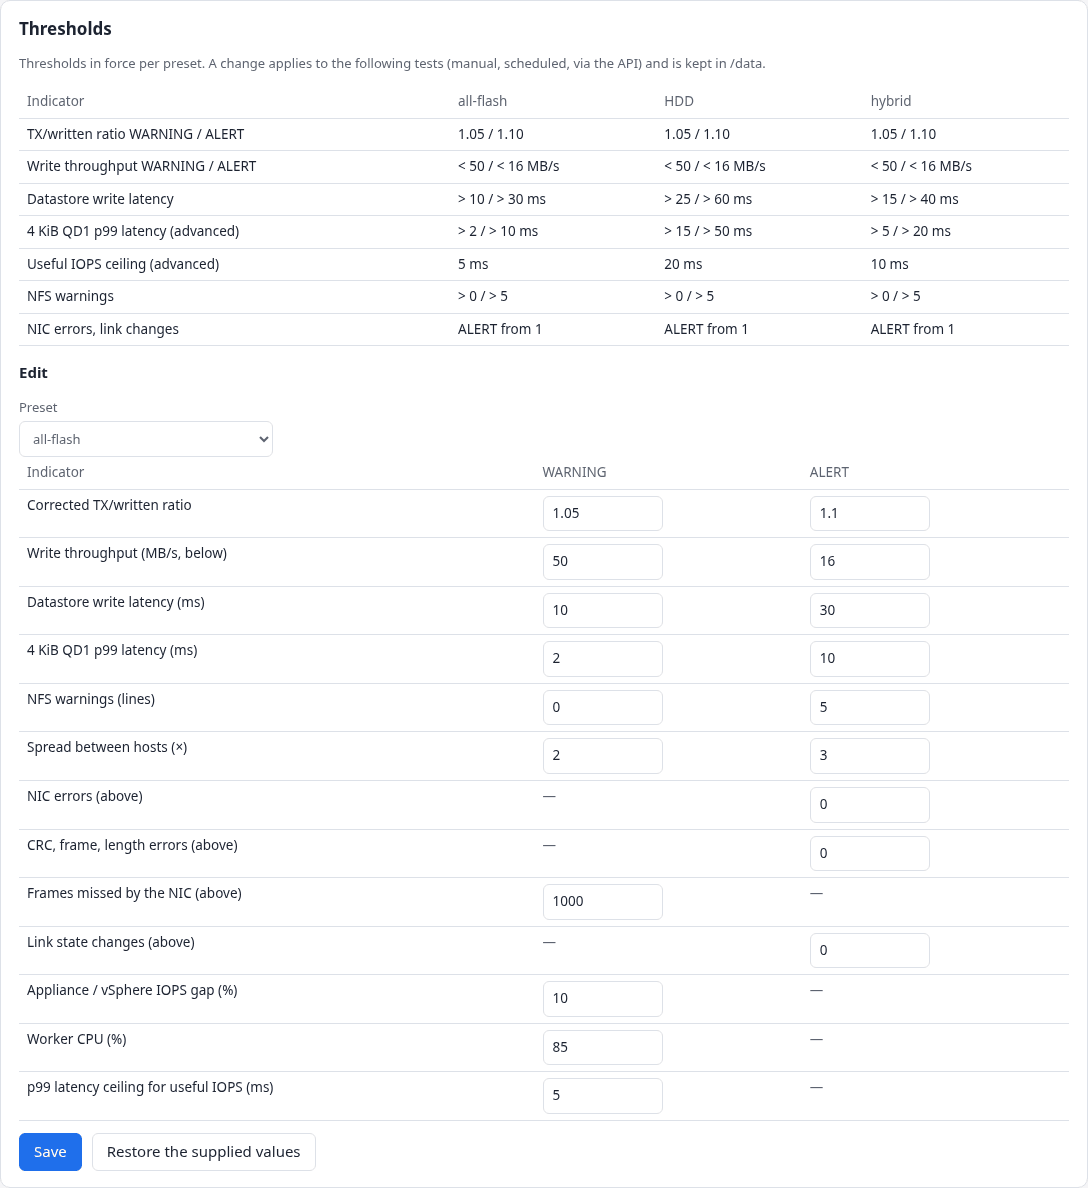 Thresholds
Thresholds in force per preset. A change applies to the following tests (manual, scheduled, via the API) and is kept in /data.
Indicator all-flash HDD hybrid
TX/written ratio WARNING / ALERT 1.05 / 1.10 1.05 / 1.10 1.05 / 1.10
Write throughput WARNING / ALERT < 50 / < 16 MB/s < 50 / < 16 MB/s < 50 / < 16 MB/s
Datastore write latency > 10 / > 30 ms > 25 / > 60 ms > 15 / > 40 ms
4 KiB QD1 p99 latency (advanced) > 2 / > 10 ms > 15 / > 50 ms > 5 / > 20 ms
Useful IOPS ceiling (advanced) 5 ms 20 ms 10 ms
NFS warnings > 0 / > 5 > 0 / > 5 > 0 / > 5
NIC errors, link changes ALERT from 1 ALERT from 1 ALERT from 1
Edit
Preset
all-flash
Indicator WARNING ALERT
Corrected TX/written ratio 1.05 1.1
Write throughput (MB/s, below) 50 16
Datastore write latency (ms) 10 30
4 KiB QD1 p99 latency (ms) 2 10
NFS warnings (lines) 0 5
Spread between hosts (×) 2 3
NIC errors (above) — 0
CRC, frame, length errors (above) — 0
Frames missed by the NIC (above) 1000 —
Link state changes (above) — 0
Appliance / vSphere IOPS gap (%) 10 —
Worker CPU (%) 85 —
p99 latency ceiling for useful IOPS (ms) 5 —
Save Restore the supplied values